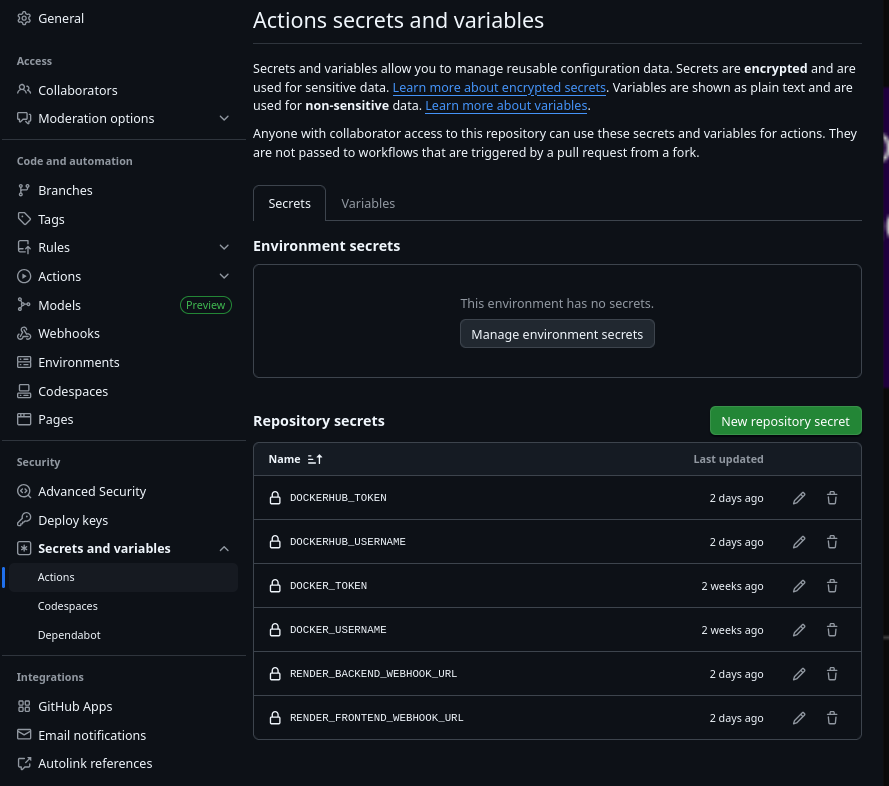 General
Access
Collaborators
Moderation options
Code and automation
Branches
Tags
Rules
Actions
Models Preview
Webhooks
Environments
Codespaces
Pages
Security
Advanced Security
Deploy keys
Secrets and variables
Actions
Codespaces
Dependabot
Integrations
GitHub Apps
Email notifications
Autolink references
Actions secrets and variables
Secrets and variables allow you to manage reusable configuration data. Secrets are encrypted and are
used for sensitive data. Learn more about encrypted secrets. Variables are shown as plain text and are
used for non-sensitive data. Learn more about variables.
Anyone with collaborator access to this repository can use these secrets and variables for actions. They
are not passed to workflows that are triggered by a pull request from a fork.
Secrets Variables
Environment secrets
This environment has no secrets.
Manage environment secrets
Repository secrets New repository secret
Name Last updated
DOCKERHUB_TOKEN 2 days ago
DOCKERHUB_USERNAME 2 days ago
DOCKER_TOKEN 2 weeks ago
DOCKER_USERNAME 2 weeks ago
RENDER_BACKEND_WEBHOOK_URL 2 days ago
RENDER_FRONTEND_WEBHOOK_URL 2 days ago